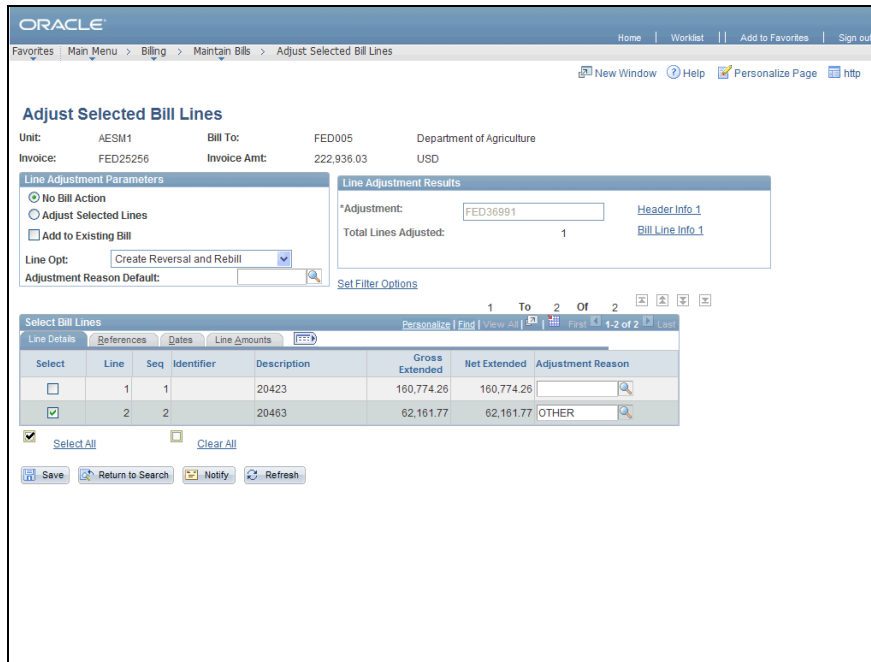 ORACLE
Home | Worklist || Add to Favorites | Sign out
Favorites | Main Menu > Billing > Maintain Bills > Adjust Selected Bill Lines
New Window Help Personalize Page http
Adjust Selected Bill Lines
Unit: AESM1 Bill To: FED005 Department of Agriculture
Invoice: FED25256 Invoice Amt: 222,936.03 USD
Line Adjustment Parameters
No Bill Action
Adjust Selected Lines
Add to Existing Bill
Line Opt: Create Reversal and Rebill
Adjustment Reason Default:
Line Adjustment Results
*Adjustment: FED36991 Header Info 1
Total Lines Adjusted: 1 Bill Line Info 1
Set Filter Options
1 To 2 Of 2
Select Bill Lines Personalize | Find | View All | | First 1-2 of 2 Last
Line Details References Dates Line Amounts
Select Line Seq Identifier Description Gross Extended Net Extended Adjustment Reason
1 1 20423 160,774.26 160,774.26
2 2 20463 62,161.77 62,161.77 OTHER
Select All Clear All
Save Return to Search Notify Refresh